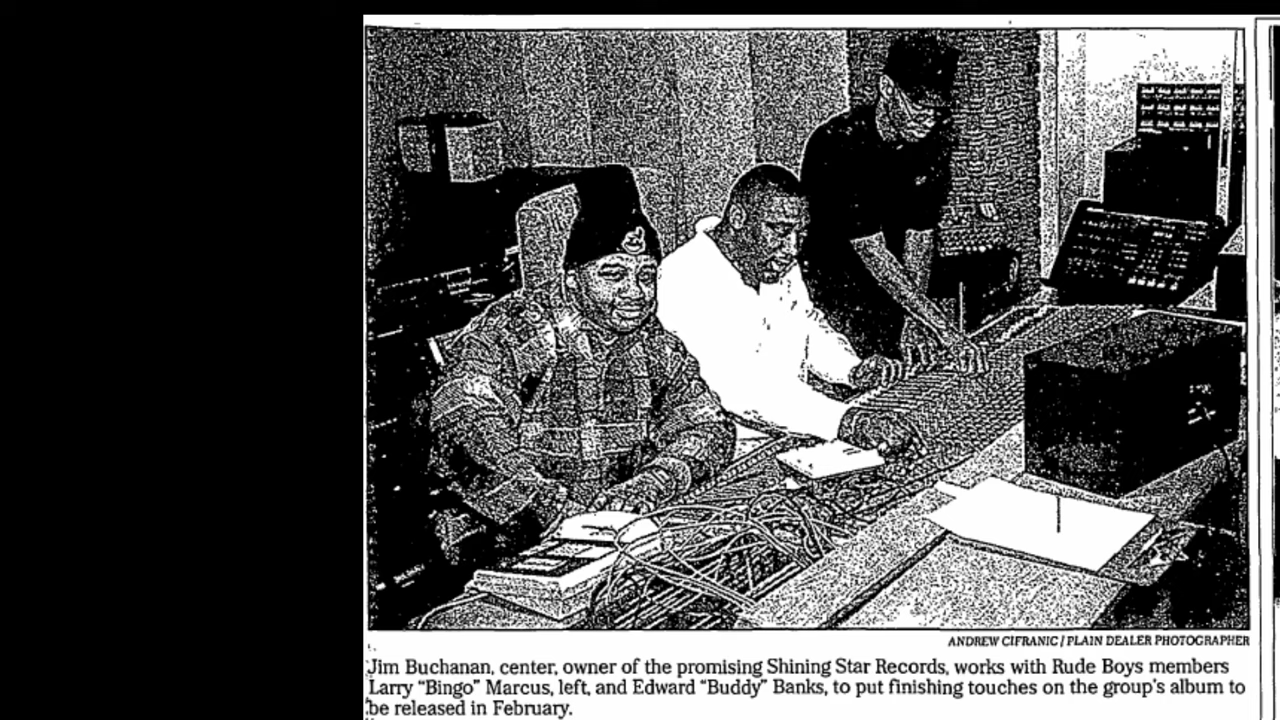 ANDREW CIFRANIC / PLAIN DEALER PHOTOGRAPHER
Jim Buchanan, center, owner of the promising Shining Star Records, works with Rude Boys members
Larry “Bingo” Marcus, left, and Edward “Buddy” Banks, to put finishing touches on the group’s album to
be released in February.